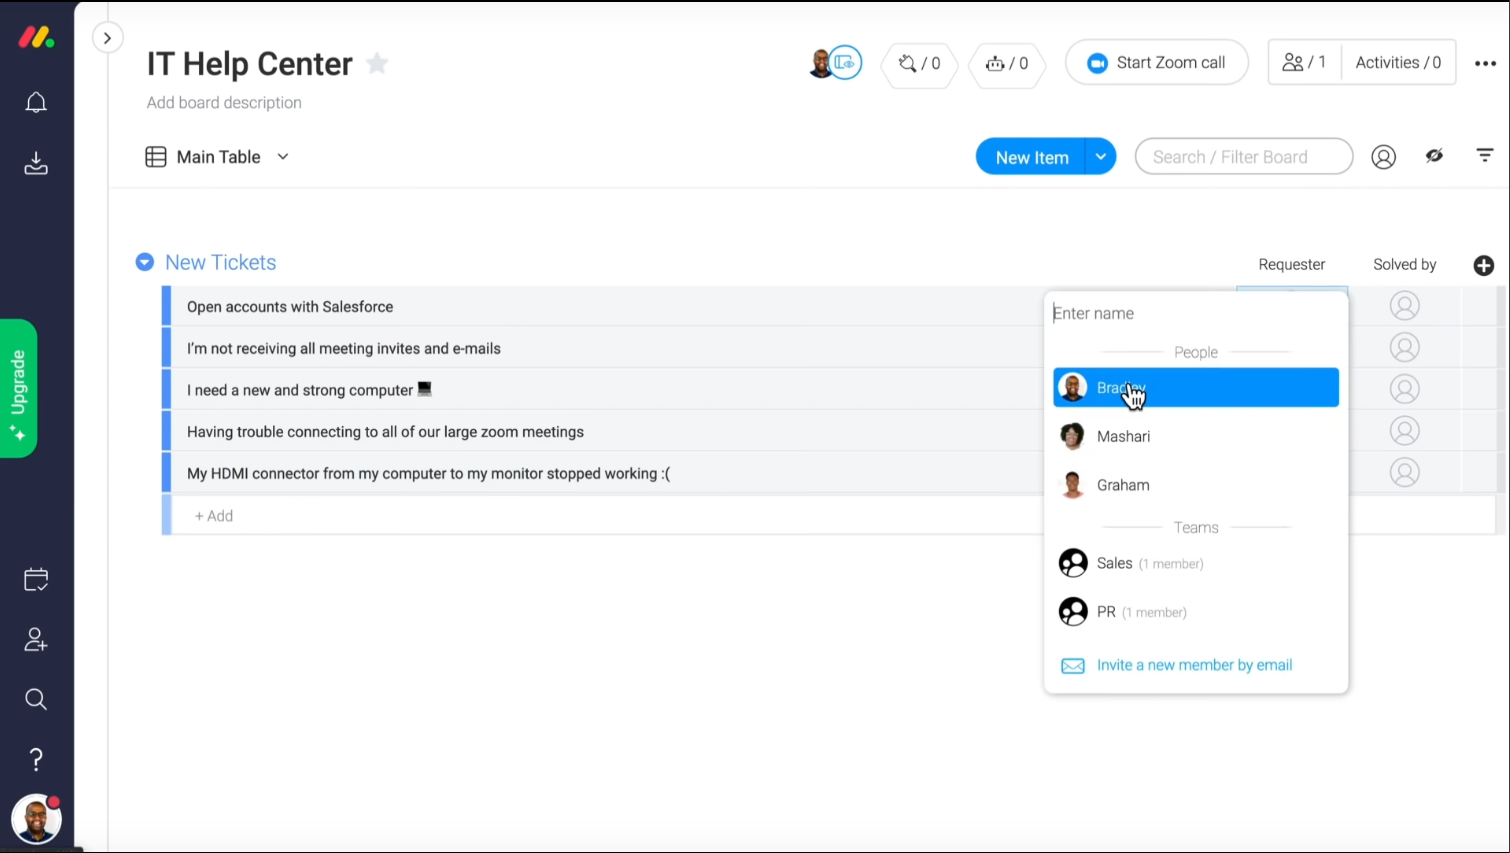 IT Help Center
/ 0
/ 0
Start Zoom call
/ 1
Activities / 0
Add board description
Main Table
New Item
Search / Filter Board
New Tickets
Requester
Solved by
Open accounts with Salesforce
I'm not receiving all meeting invites and e-mails
I need a new and strong computer
Having trouble connecting to all of our large zoom meetings
My HDMI connector from my computer to my monitor stopped working :(
+ Add
Enter name
People
Bradley
Mashari
Graham
Teams
Sales (1 member)
PR (1 member)
Invite a new member by email
Upgrade